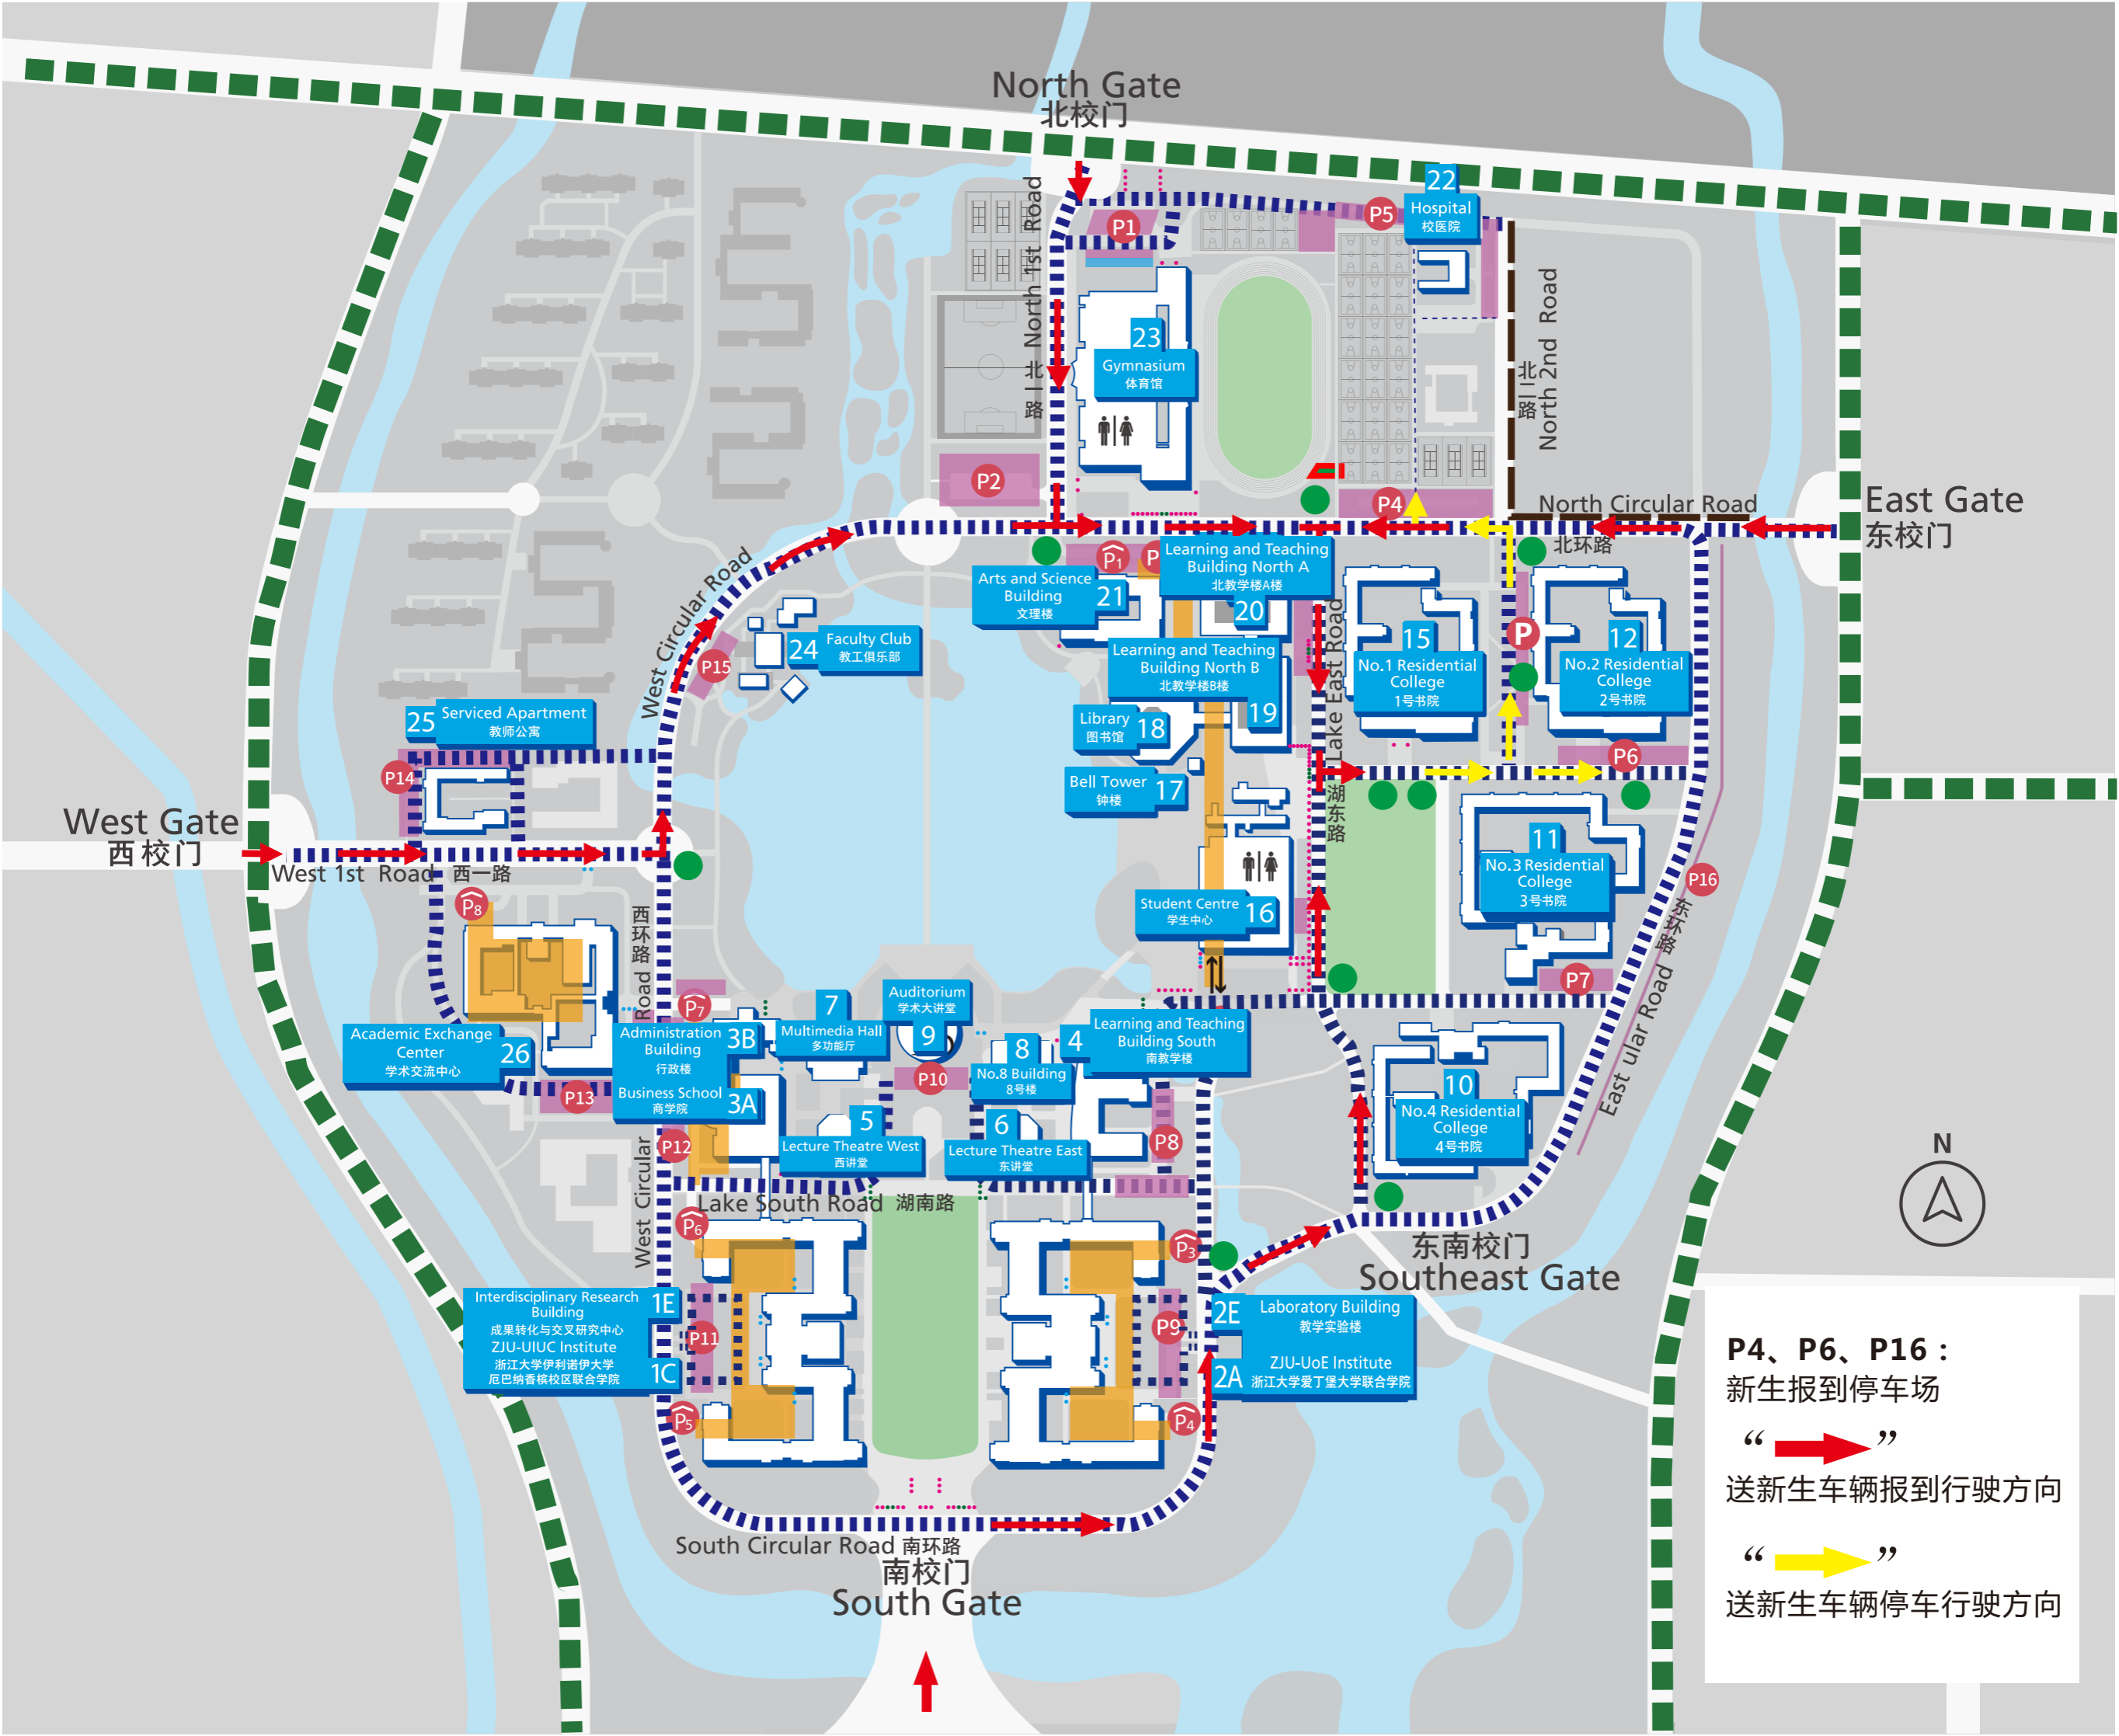 North Gate
北校门
22
Hospital
校医院
P5
P1
North 1st Road
北一路
23
Gymnasium
体育馆
北二路
North 2nd Road
P2
P4
North Circular Road
北环路
East Gate
东校门
P1
P
Learning and Teaching
Building North A
北教学楼A楼
20
Arts and Science
Building
文理楼
21
West Circular Road
P15
24
Faculty Club
教工俱乐部
Learning and Teaching
Building North B
北教学楼B楼
19
Lake East Road
湖东路
15
No.1 Residential
College
1号书院
P
12
No.2 Residential
College
2号书院
25
Serviced Apartment
教师公寓
Library
图书馆
18
P6
P14
Bell Tower
钟楼
17
West Gate
西校门
West 1st Road 西一路
11
No.3 Residential
College
3号书院
P16
P8
Student Centre
学生中心
16
西环路
东环路
East ular Road
P7
P7
Road
Auditorium
学术大讲堂
9
7
Multimedia Hall
多功能厅
Academic Exchange
Center
学术交流中心
26
Administration
Building
行政楼
3B
Business School
商学院
3A
8
No.8 Building
8号楼
4
Learning and Teaching
Building South
南教学楼
P10
P13
10
No.4 Residential
College
4号书院
5
Lecture Theatre West
西讲堂
6
Lecture Theatre East
东讲堂
P12
P8
N
West Circular
Lake South Road 湖南路
P6
P3
东南校门
Southeast Gate
Interdisciplinary Research
Building
成果转化与交叉研究中心
1E
ZJU-UIUC Institute
浙江大学伊利诺伊大学
厄巴纳香槟校区联合学院
1C
P11
P9
2E
Laboratory Building
教学实验楼
2A
ZJU-UoE Institute
浙江大学爱丁堡大学联合学院
P5
P4
South Circular Road 南环路
南校门
South Gate
P4、P6、P16：
新生报到停车场
“ ”
送新生车辆报到行驶方向
“ ”
送新生车辆停车行驶方向